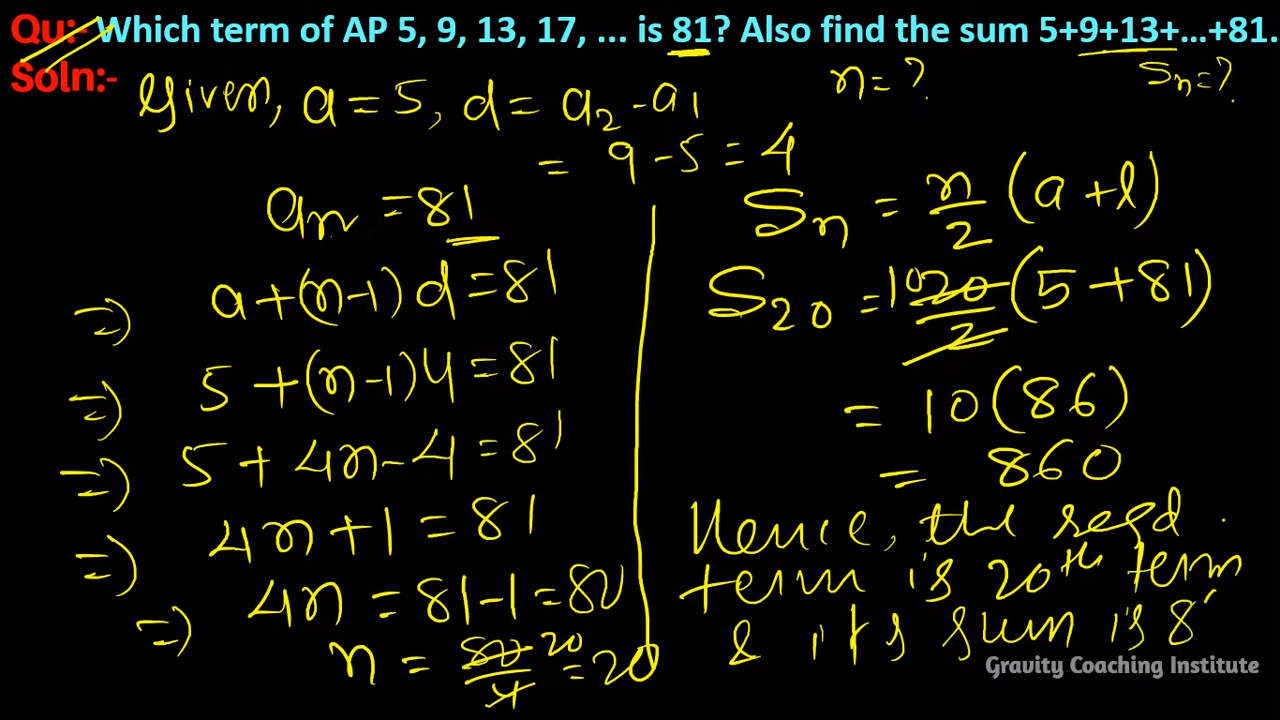 Qu:- Which term of AP 5, 9, 13, 17, ... is 81? Also find the sum 5+9+13+...+81.
Soln:- Given, a = 5, d = a₂ - a₁
n = ?
Sₙ = ?
= 9 - 5 = 4
aₙ = 81
=) a + (n-1) d = 81
=) 5 + (n-1) 4 = 81
=) 5 + 4n - 4 = 81
=) 4n + 1 = 81
=) 4n = 81 - 1 = 80
n = 80/4 20 = 20
Sₙ = n/2 (a + l)
S₂₀ = 10 20/2 (5 + 81)
= 10 (86)
= 860
Hence, the reqd.
term is 20th term
& its sum is 8
Gravity Coaching Institute